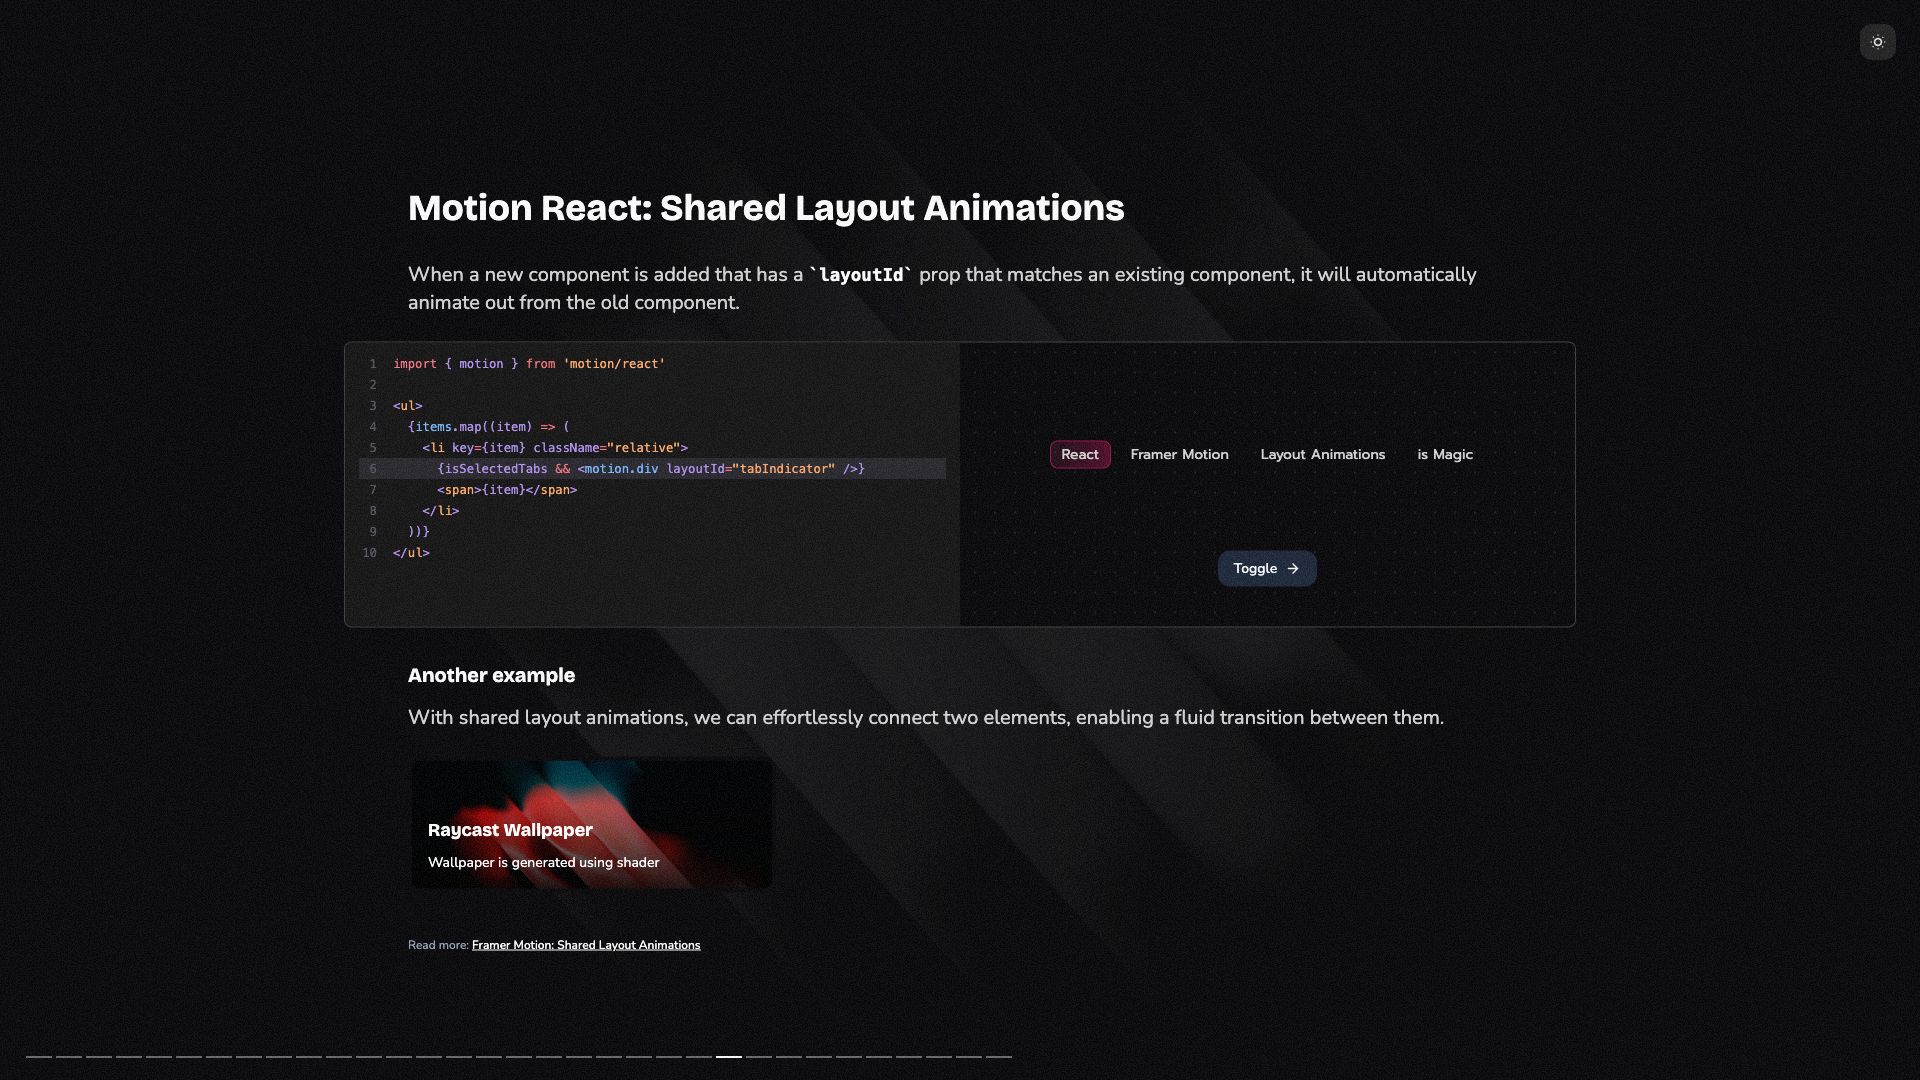 Motion React: Shared Layout Animations
When a new component is added that has a `layoutId` prop that matches an existing component, it will automatically
animate out from the old component.
1 import { motion } from 'motion/react'
2
3 <ul>
4   {items.map((item) => (
5     <li key={item} className="relative">
6       {isSelectedTabs && <motion.div layoutId="tabIndicator" />}
7       <span>{item}</span>
8     </li>
9   ))}
10 </ul>
React Framer Motion Layout Animations is Magic
Toggle →
Another example
With shared layout animations, we can effortlessly connect two elements, enabling a fluid transition between them.
Raycast Wallpaper
Wallpaper is generated using shader
Read more: Framer Motion: Shared Layout Animations